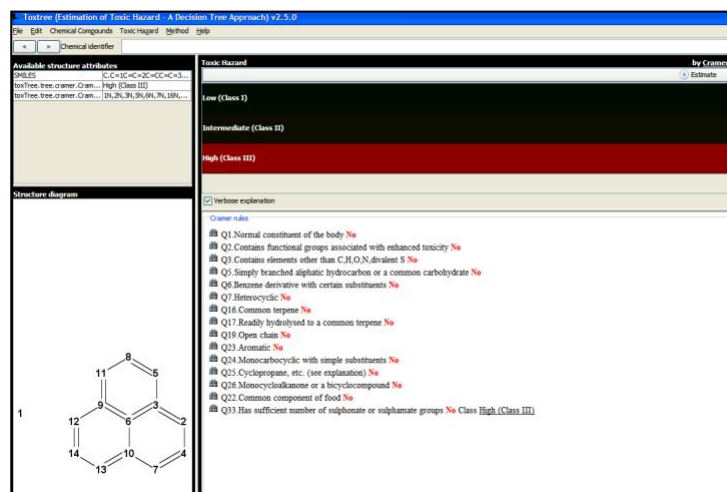 Toxtree (Estimation of Toxic Hazard - A Decision Tree Approach) v2.5.0
File Edit Chemical Compounds Toxic Hazard Method Help
« » Chemical identifier
Available structure attributes
SMILES C.C=1C=C=2C=CC=C=3...
toxTree.tree.cramer.Cram... High (Class III)
toxTree.tree.cramer.Cram... 1N,2N,3N,5N,6N,7N,16N,...
Structure diagram
8
11
5
9
3
1
12
6
2
14
10
4
13
7
Toxic Hazard by Cramer
Estimate
Low (Class I)
Intermediate (Class II)
High (Class III)
Verbose explanation
Cramer rules
Q1.Normal constituent of the body No
Q2.Contains functional groups associated with enhanced toxicity No
Q3.Contains elements other than C,H,O,N,divalent S No
Q5.Simply branched aliphatic hydrocarbon or a common carbohydrate No
Q6.Benzene derivative with certain substituents No
Q7.Heterocyclic No
Q16.Common terpene No
Q17.Readily hydrolysed to a common terpene No
Q19.Open chain No
Q23.Aromatic No
Q24.Monocarbocyclic with simple substituents No
Q25.Cyclopropane, etc. (see explanation) No
Q26.Monocycloalkanone or a bicyclocompound No
Q22.Common component of food No
Q33.Has sufficient number of sulphonate or sulphamate groups No Class High (Class III)